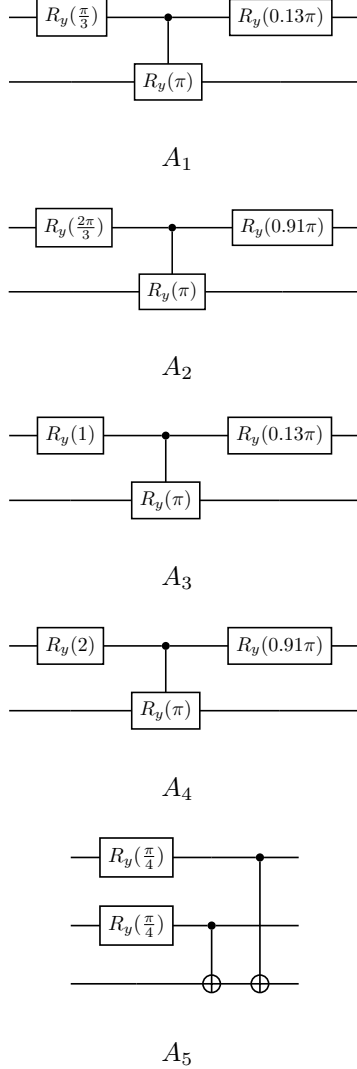 R_y(π/3) R_y(0.13π)
R_y(π)
A_1
R_y(2π/3) R_y(0.91π)
R_y(π)
A_2
R_y(1) R_y(0.13π)
R_y(π)
A_3
R_y(2) R_y(0.91π)
R_y(π)
A_4
R_y(π/4)
R_y(π/4)
A_5